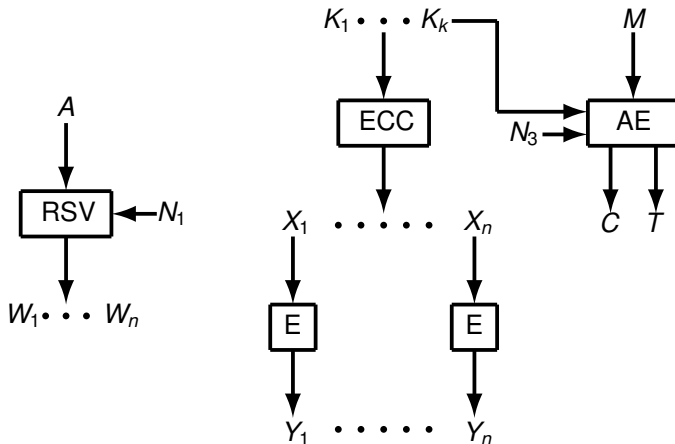 K1 • • • Kk M
A ECC N3 AE
RSV N1 X1 • • • • • Xn C T
W1 • • • Wn E E
Y1 • • • • • Yn